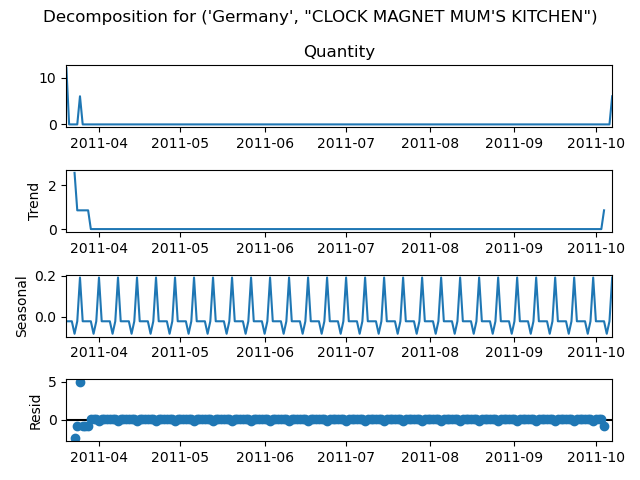 Decomposition for ('Germany', "CLOCK MAGNET MUM'S KITCHEN")
Quantity
10
0
2011-04 2011-05 2011-06 2011-07 2011-08 2011-09 2011-10
Trend
2
0
2011-04 2011-05 2011-06 2011-07 2011-08 2011-09 2011-10
Seasonal
0.2
0.0
2011-04 2011-05 2011-06 2011-07 2011-08 2011-09 2011-10
Resid
5
0
2011-04 2011-05 2011-06 2011-07 2011-08 2011-09 2011-10